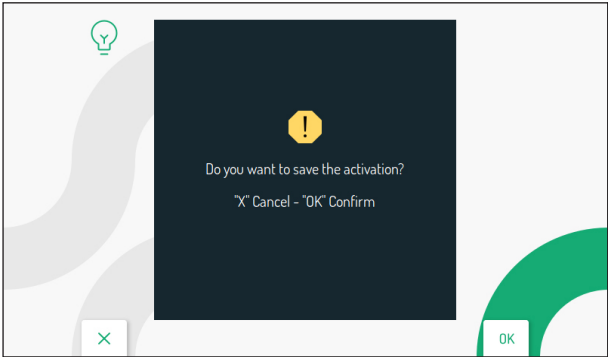 Do you want to save the activation?
"X" Cancel - "OK" Confirm
OK